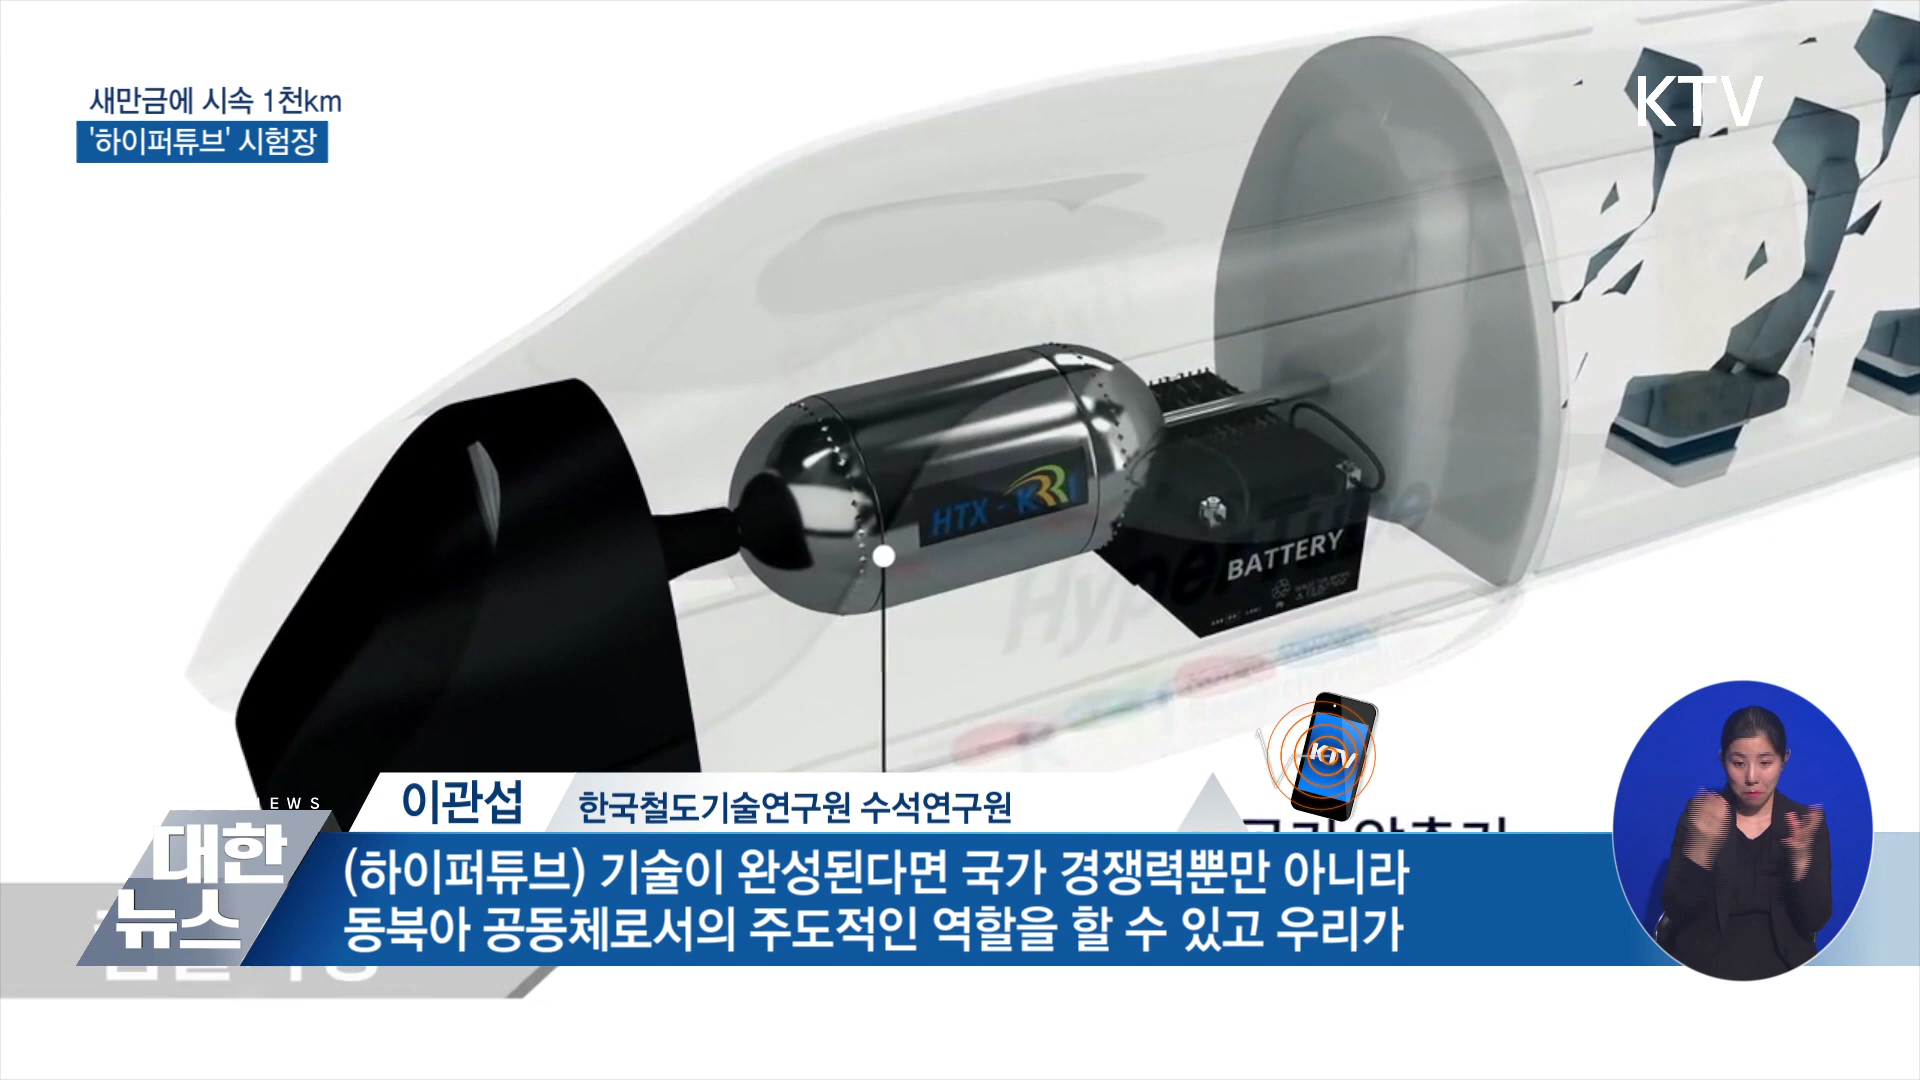 새만금에 시속 1천km
'하이퍼튜브' 시험장
KTV
HTX - KRRI
BATTERY
HyperTube
KTV
EWS
대한
뉴스
이관섭 한국철도기술연구원 수석연구원
(하이퍼튜브) 기술이 완성된다면 국가 경쟁력뿐만 아니라
동북아 공동체로서의 주도적인 역할을 할 수 있고 우리가